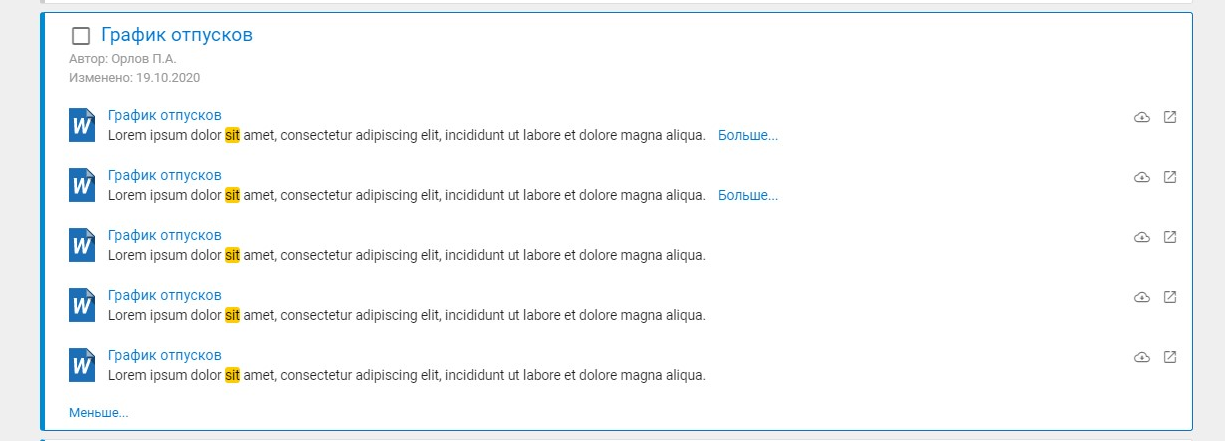 График отпусков
Автор: Орлов П.А.
Изменено: 19.10.2020
График отпусков
Lorem ipsum dolor sit amet, consectetur adipiscing elit, incididunt ut labore et dolore magna aliqua. Больше...
График отпусков
Lorem ipsum dolor sit amet, consectetur adipiscing elit, incididunt ut labore et dolore magna aliqua. Больше...
График отпусков
Lorem ipsum dolor sit amet, consectetur adipiscing elit, incididunt ut labore et dolore magna aliqua.
График отпусков
Lorem ipsum dolor sit amet, consectetur adipiscing elit, incididunt ut labore et dolore magna aliqua.
График отпусков
Lorem ipsum dolor sit amet, consectetur adipiscing elit, incididunt ut labore et dolore magna aliqua.
Меньше...